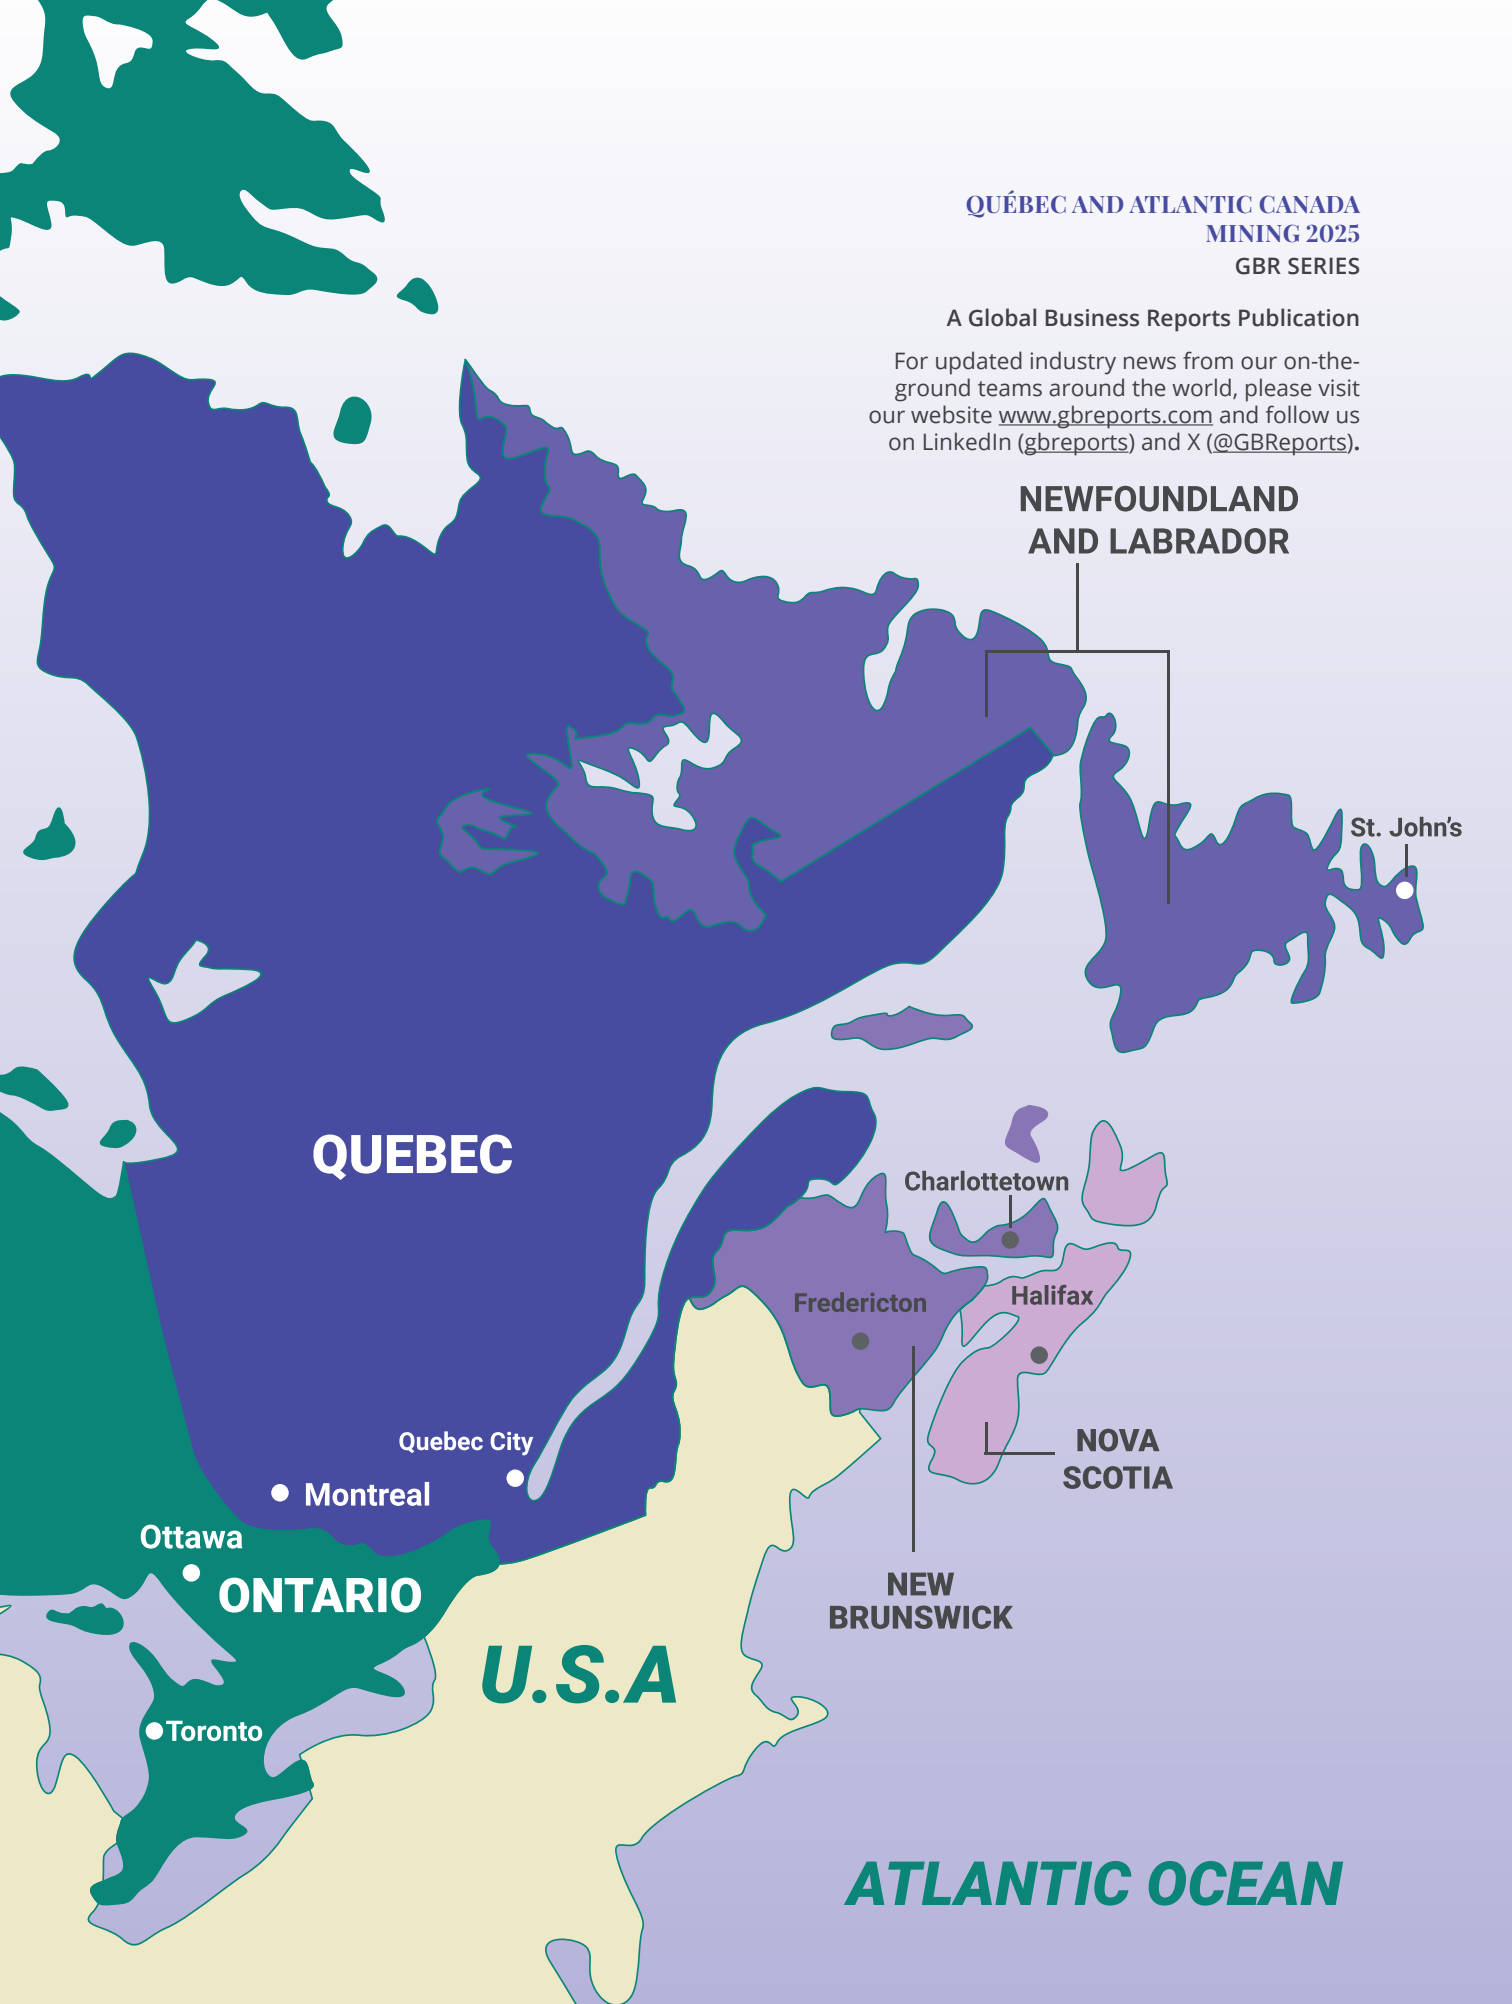 QUÉBEC AND ATLANTIC CANADA
MINING 2025
GBR SERIES
A Global Business Reports Publication
For updated industry news from our on-the-
ground teams around the world, please visit
our website www.gbreports.com and follow us
on LinkedIn (gbreports) and X (@GBReports).
NEWFOUNDLAND
AND LABRADOR
St. John’s
QUEBEC
Charlottetown
Halifax
Fredericton
Quebec City
NOVA
SCOTIA
Montreal
Ottawa
ONTARIO
NEW
BRUNSWICK
U.S.A
Toronto
ATLANTIC OCEAN